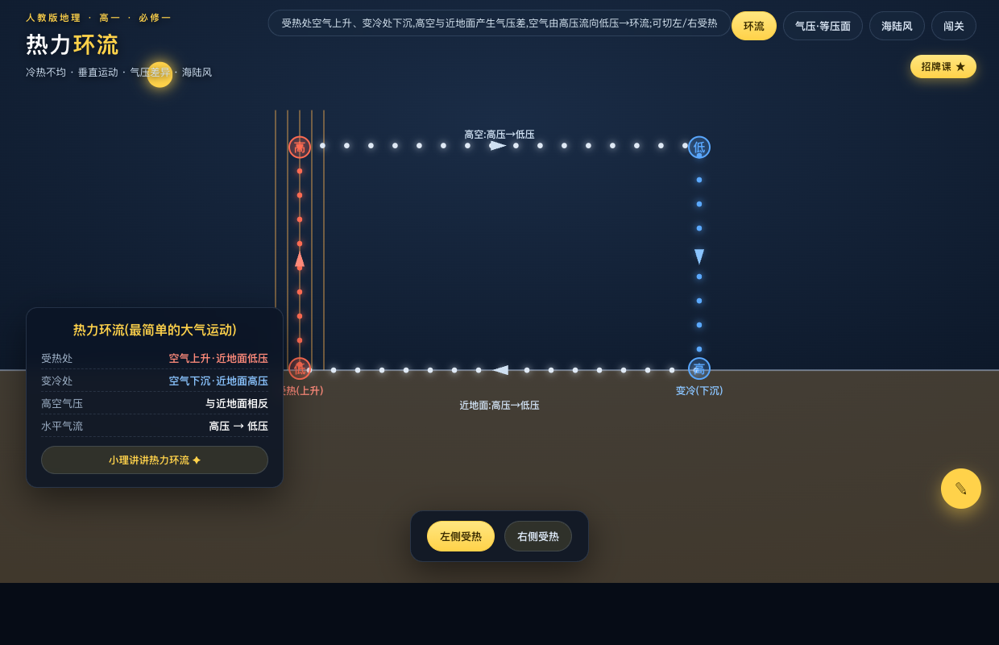 人教版地理 · 高一 · 必修一
热力环流
冷热不均 · 垂直运动 · 气压差异 · 海陆风
受热处空气上升、变冷处下沉,高空与近地面产生气压差,空气由高压流向低压→环流;可切左/右受热
环流
气压·等压面
海陆风
闯关
招牌课 ★
高空:高压→低压
高
低
低
高
受热(上升)
变冷(下沉)
近地面:高压→低压
热力环流(最简单的大气运动)
受热处 空气上升·近地面低压
变冷处 空气下沉·近地面高压
高空气压 与近地面相反
水平气流 高压 → 低压
小理讲讲热力环流 ✦
左侧受热
右侧受热